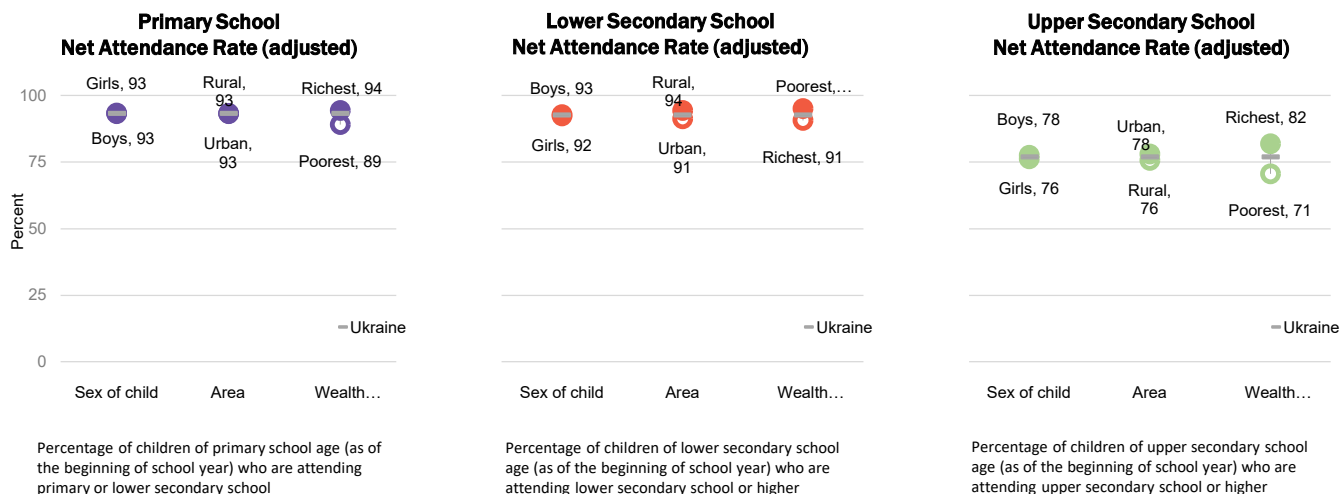 Primary School
Net Attendance Rate (adjusted)
Girls, 93
Rural,
93
Richest, 94
Boys, 93
Urban,
93
Poorest, 89
100
75
50
25
0
Percent
Ukraine
Sex of child
Area
Wealth…
Percentage of children of primary school age (as of
the beginning of school year) who are attending
primary or lower secondary school
Lower Secondary School
Net Attendance Rate (adjusted)
Boys, 93
Rural,
94
Poorest,…
Girls, 92
Urban,
91
Richest, 91
Ukraine
Sex of child
Area
Wealth…
Percentage of children of lower secondary school
age (as of the beginning of school year) who are
attending lower secondary school or higher
Upper Secondary School
Net Attendance Rate (adjusted)
Boys, 78
Urban,
78
Richest, 82
Girls, 76
Rural,
76
Poorest, 71
Ukraine
Sex of child
Area
Wealth…
Percentage of children of upper secondary school
age (as of the beginning of school year) who are
attending upper secondary school or higher